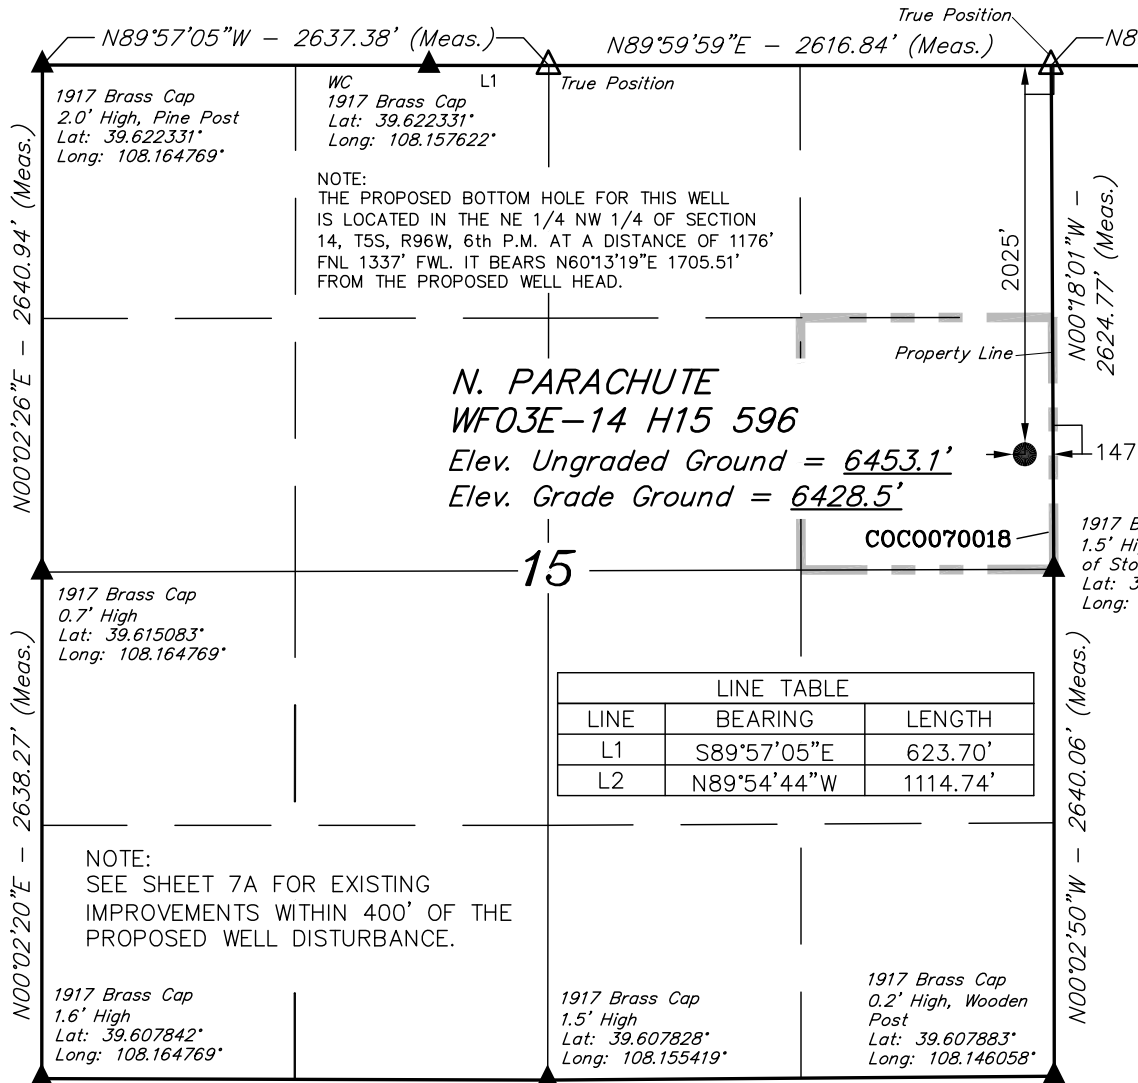 True Position
N89°57'05"W - 2637.38' (Meas.)
N89°59'59"E - 2616.84' (Meas.)
N8
True Position
1917 Brass Cap
2.0' High, Pine Post
Lat: 39.622331°
Long: 108.164769°
WC
L1
1917 Brass Cap
Lat: 39.622331°
Long: 108.157622°
NOTE:
THE PROPOSED BOTTOM HOLE FOR THIS WELL
IS LOCATED IN THE NE 1/4 NW 1/4 OF SECTION
14, T5S, R96W, 6th P.M. AT A DISTANCE OF 1176'
FNL 1337' FWL. IT BEARS N60°13'19"E 1705.51'
FROM THE PROPOSED WELL HEAD.
N00°02'26"E - 2640.94' (Meas.)
2025'
N00°18'01"W -
2624.77' (Meas.)
Property Line
N. PARACHUTE
WF03E-14 H15 596
Elev. Ungraded Ground = 6453.1'
Elev. Grade Ground = 6428.5'
147
COC0070018
15
1917 B
1.5' Hi
of Sto
Lat: 3
Long:
1917 Brass Cap
0.7' High
Lat: 39.615083°
Long: 108.164769°
LINE TABLE
LINE BEARING LENGTH
L1 S89°57'05"E 623.70'
L2 N89°54'44"W 1114.74'
N00°02'20"E - 2638.27' (Meas.)
N00°02'50"W - 2640.06' (Meas.)
NOTE:
SEE SHEET 7A FOR EXISTING
IMPROVEMENTS WITHIN 400' OF THE
PROPOSED WELL DISTURBANCE.
1917 Brass Cap
1.6' High
Lat: 39.607842°
Long: 108.164769°
1917 Brass Cap
1.5' High
Lat: 39.607828°
Long: 108.155419°
1917 Brass Cap
0.2' High, Wooden
Post
Lat: 39.607883°
Long: 108.146058°